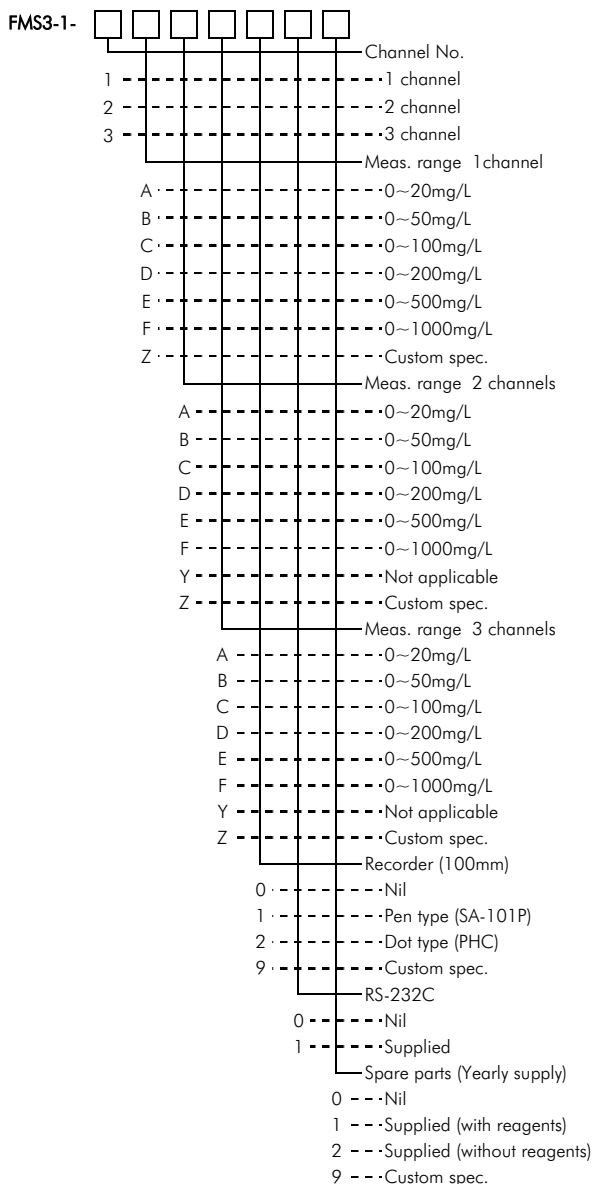 FMS3-1-
Channel No.
1 1 channel
2 2 channel
3 3 channel
Meas. range 1channel
A 0~20mg/L
B 0~50mg/L
C 0~100mg/L
D 0~200mg/L
E 0~500mg/L
F 0~1000mg/L
Z Custom spec.
Meas. range 2 channels
A 0~20mg/L
B 0~50mg/L
C 0~100mg/L
D 0~200mg/L
E 0~500mg/L
F 0~1000mg/L
Y Not applicable
Z Custom spec.
Meas. range 3 channels
A 0~20mg/L
B 0~50mg/L
C 0~100mg/L
D 0~200mg/L
E 0~500mg/L
F 0~1000mg/L
Y Not applicable
Z Custom spec.
Recorder (100mm)
0 Nil
1 Pen type (SA-101P)
2 Dot type (PHC)
9 Custom spec.
RS-232C
0 Nil
1 Supplied
Spare parts (Yearly supply)
0 Nil
1 Supplied (with reagents)
2 Supplied (without reagents)
9 Custom spec.